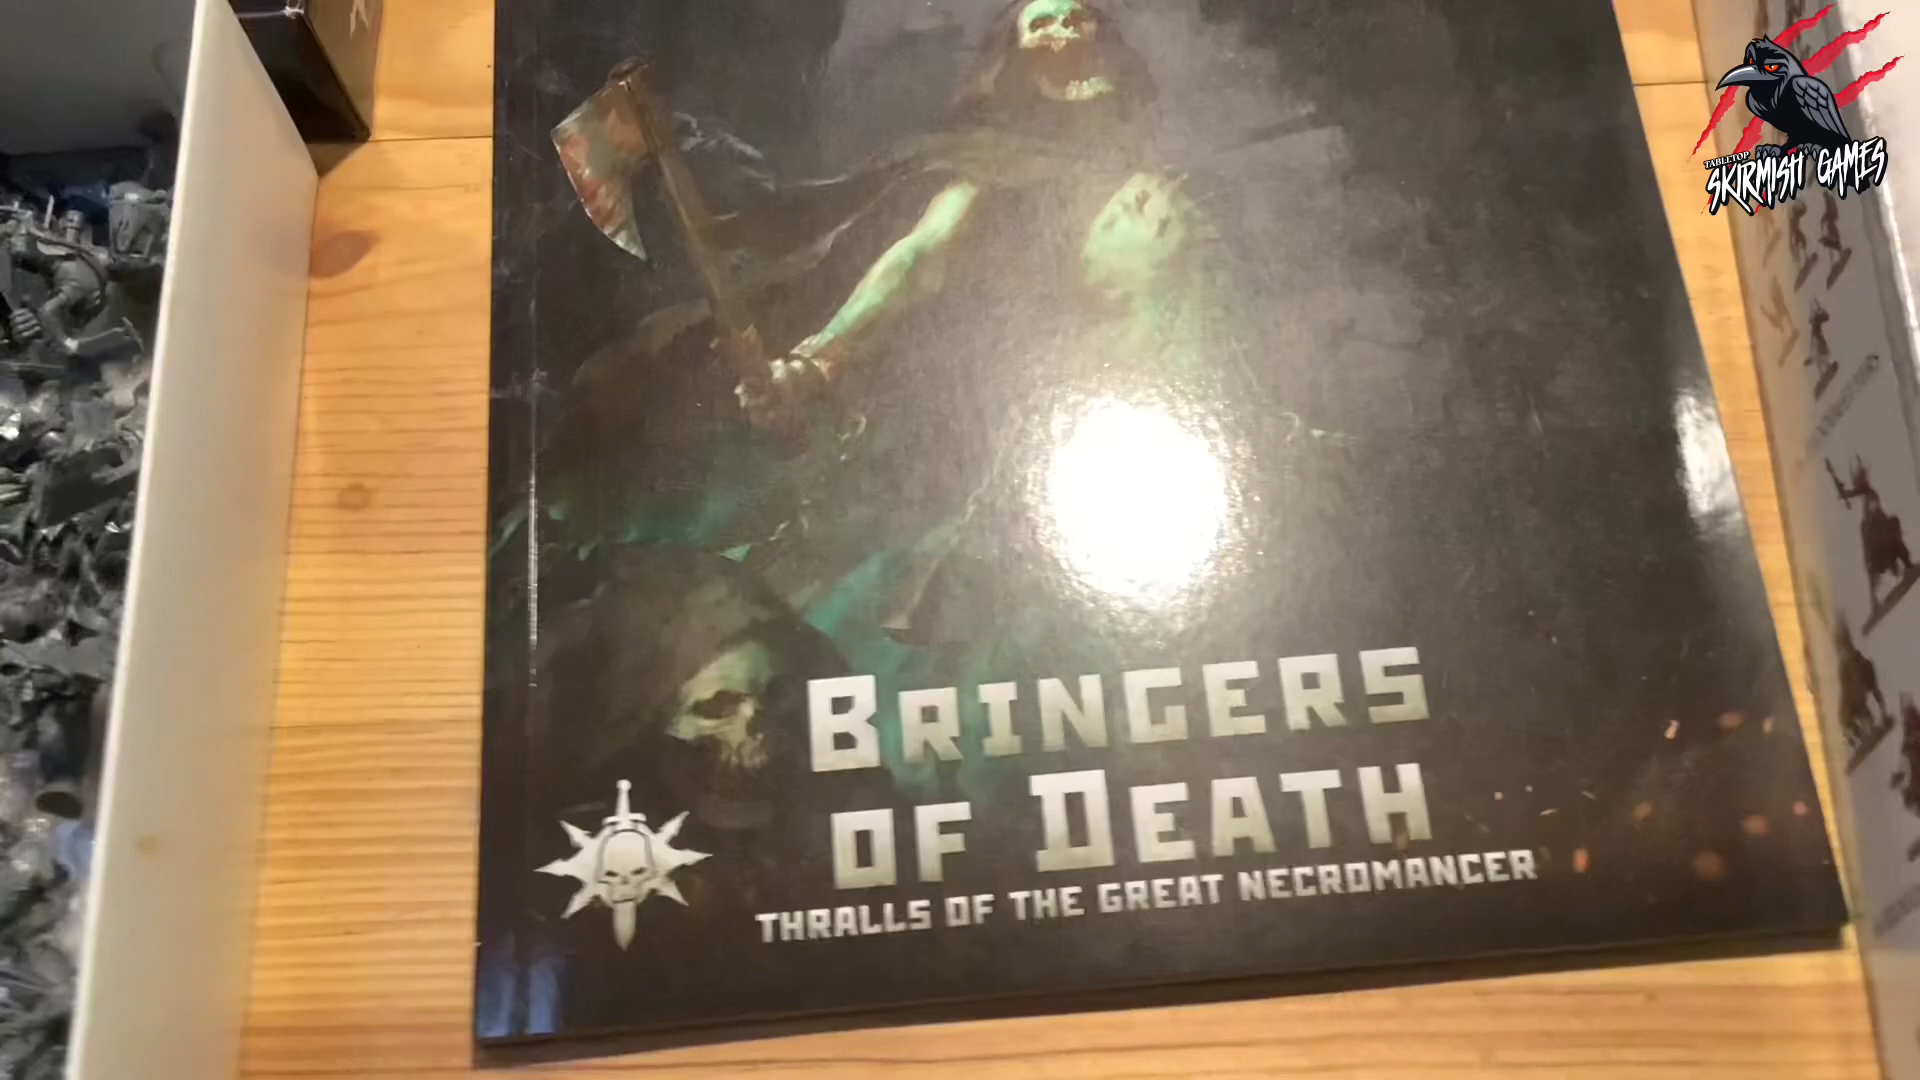 TABLETOP
SKIRMISH GAMES
BRINGERS
OF DEATH
THRALLS OF THE GREAT NECROMANCER